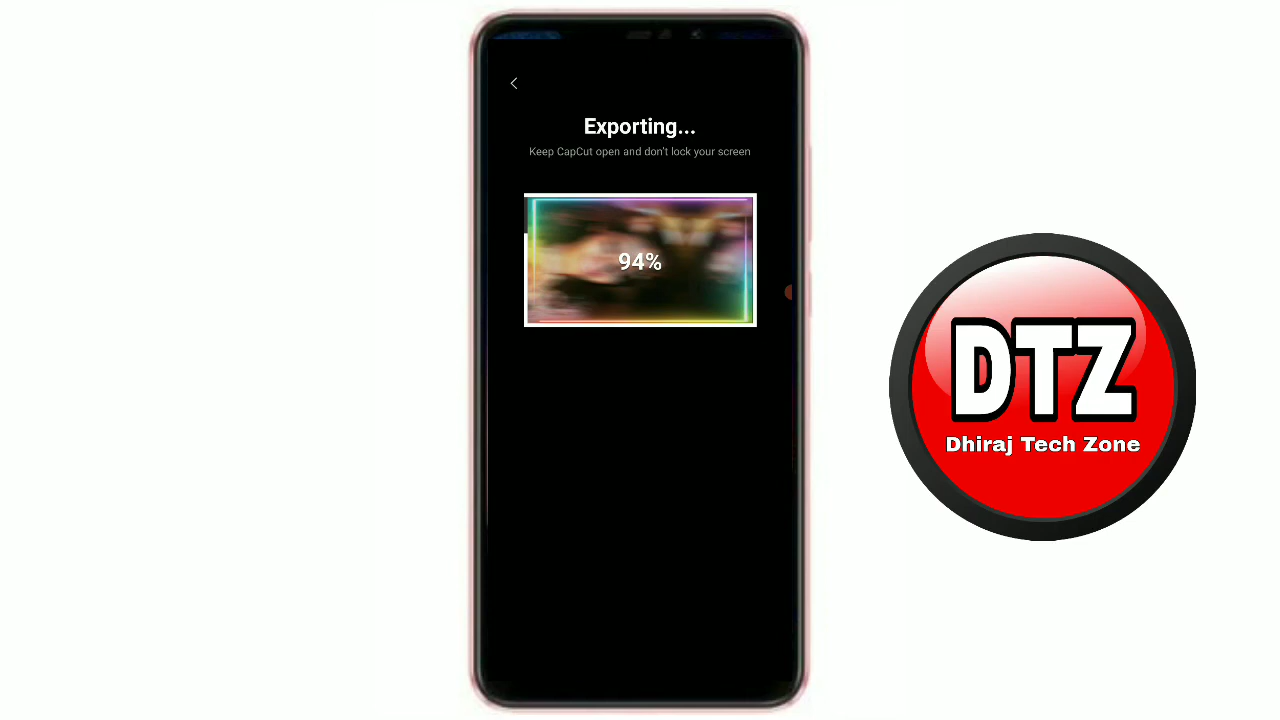 Exporting...
Keep CapCut open and don't lock your screen
94%
DTZ
Dhiraj Tech Zone